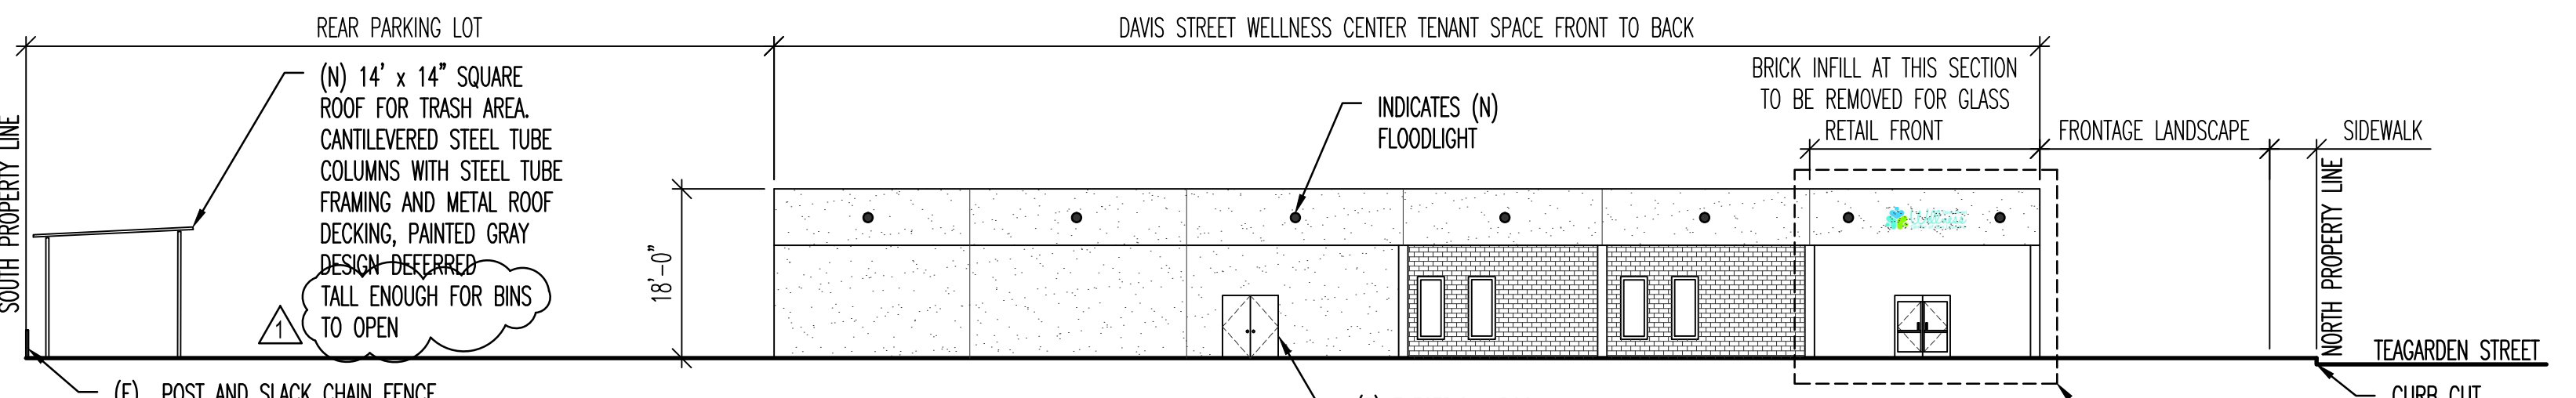 REAR PARKING LOT
DAVIS STREET WELLNESS CENTER TENANT SPACE FRONT TO BACK
SOUTH PROPERTY LINE
(N) 14' x 14" SQUARE
ROOF FOR TRASH AREA.
CANTILEVERED STEEL TUBE
COLUMNS WITH STEEL TUBE
FRAMING AND METAL ROOF
DECKING, PAINTED GRAY
DESIGN DEFERRED
TALL ENOUGH FOR BINS
TO OPEN
1
18'-0"
INDICATES (N)
FLOODLIGHT
BRICK INFILL AT THIS SECTION
TO BE REMOVED FOR GLASS
RETAIL FRONT
FRONTAGE LANDSCAPE
SIDEWALK
NORTH PROPERTY LINE
TEAGARDEN STREET
(E) POST AND SLACK CHAIN FENCE
CURB CUT